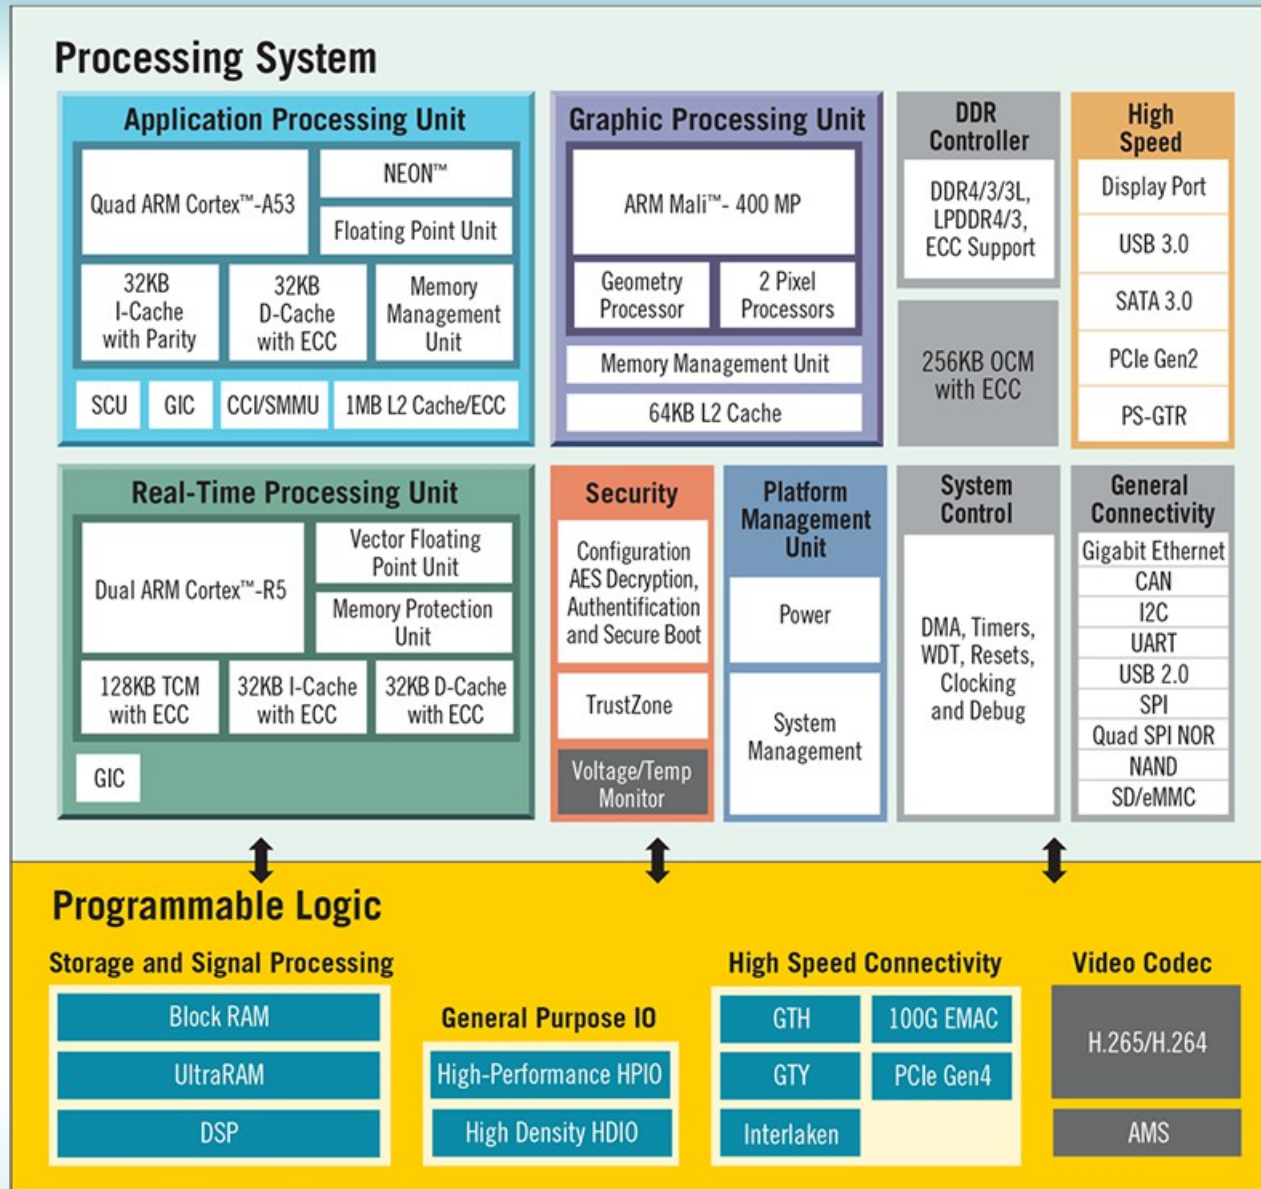 Processing System
Application Processing Unit
Quad ARM Cortex™-A53
NEON™
Floating Point Unit
32KB
I-Cache
with Parity
32KB
D-Cache
with ECC
Memory
Management
Unit
SCU
GIC
CCI/SMMU
1MB L2 Cache/ECC
Graphic Processing Unit
ARM Mali™- 400 MP
Geometry
Processor
2 Pixel
Processors
Memory Management Unit
64KB L2 Cache
DDR
Controller
DDR4/3/3L,
LPDDR4/3,
ECC Support
256KB OCM
with ECC
High
Speed
Display Port
USB 3.0
SATA 3.0
PCIe Gen2
PS-GTR
Real-Time Processing Unit
Dual ARM Cortex™-R5
Vector Floating
Point Unit
Memory Protection
Unit
128KB TCM
with ECC
32KB I-Cache
with ECC
32KB D-Cache
with ECC
GIC
Security
Configuration
AES Decryption,
Authentification
and Secure Boot
TrustZone
Voltage/Temp
Monitor
Platform
Management
Unit
Power
System
Management
System
Control
DMA, Timers,
WDT, Resets,
Clocking
and Debug
General
Connectivity
Gigabit Ethernet
CAN
I2C
UART
USB 2.0
SPI
Quad SPI NOR
NAND
SD/eMMC
Programmable Logic
Storage and Signal Processing
Block RAM
UltraRAM
DSP
General Purpose IO
High-Performance HPIO
High Density HDIO
High Speed Connectivity
GTH
100G EMAC
GTY
PCIe Gen4
Interlaken
Video Codec
H.265/H.264
AMS